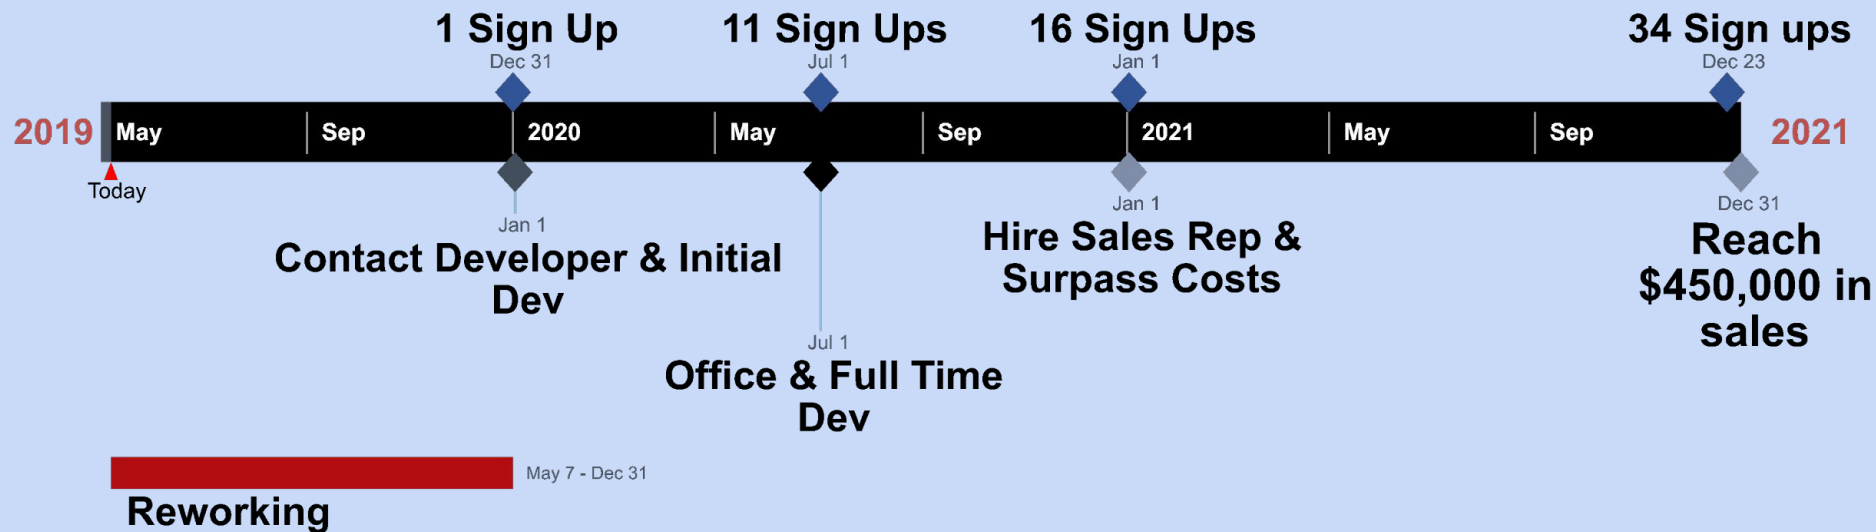 1 Sign Up
Dec 31
11 Sign Ups
Jul 1
16 Sign Ups
Jan 1
34 Sign ups
Dec 23
2019
May
Sep
2020
May
Sep
2021
May
Sep
2021
Today
Jan 1
Contact Developer & Initial
Dev
Jul 1
Office & Full Time
Dev
Jan 1
Hire Sales Rep &
Surpass Costs
Dec 31
Reach
$450,000 in
sales
May 7 - Dec 31
Reworking